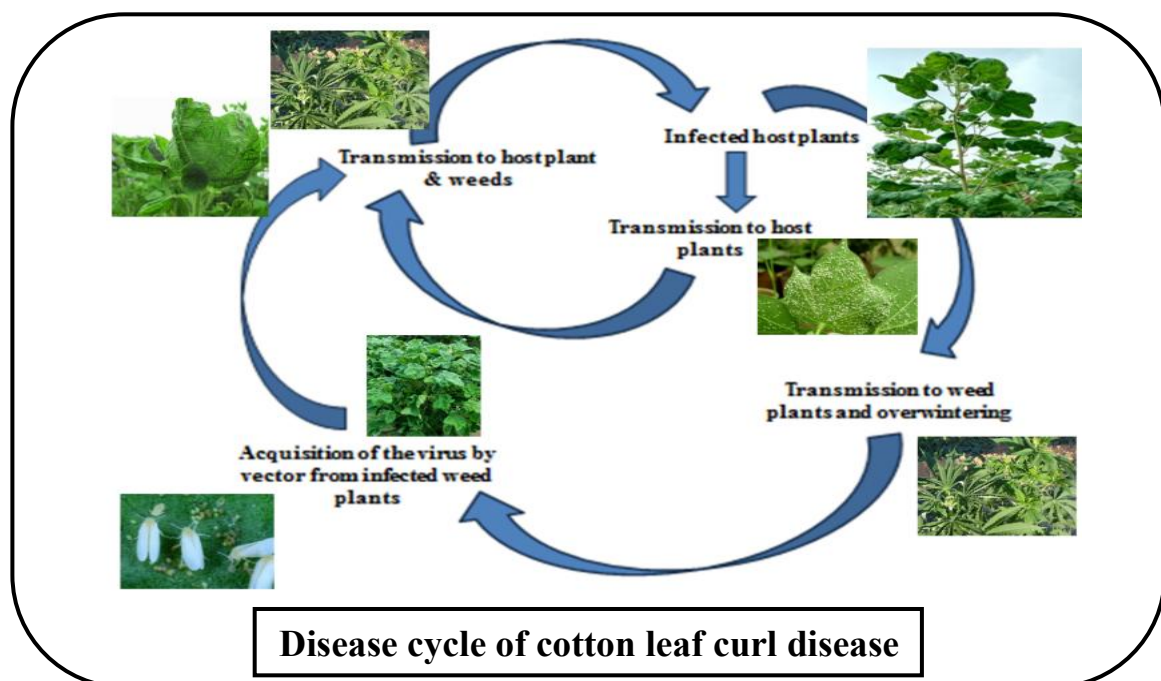 Transmission to host plant
& weeds
Infected host plants
Transmission to host
plants
Transmission to weed
plants and overwintering
Acquisition of the virus by
vector from infected weed
plants
Disease cycle of cotton leaf curl disease